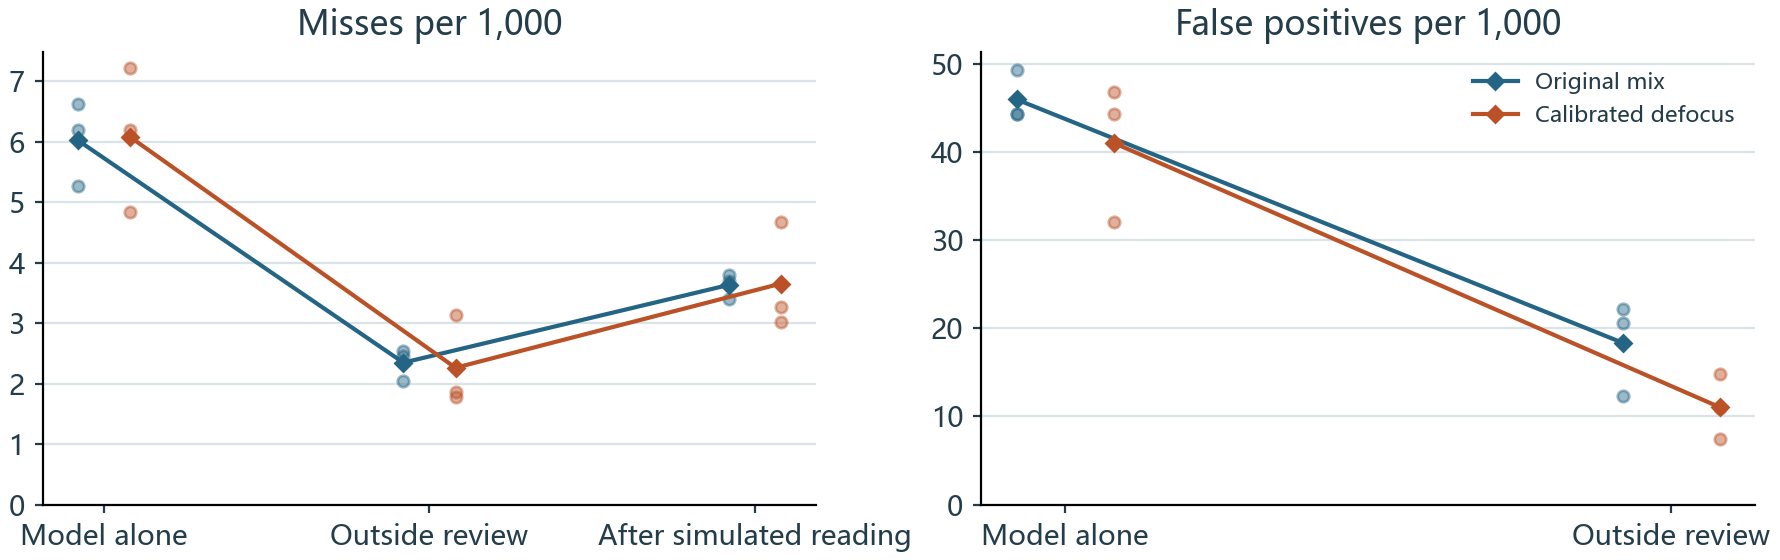 Misses per 1,000
7
6
5
4
3
2
1
0
Model alone
Outside review
After simulated reading
False positives per 1,000
50
40
30
20
10
0
Original mix
Calibrated defocus
Model alone
Outside review